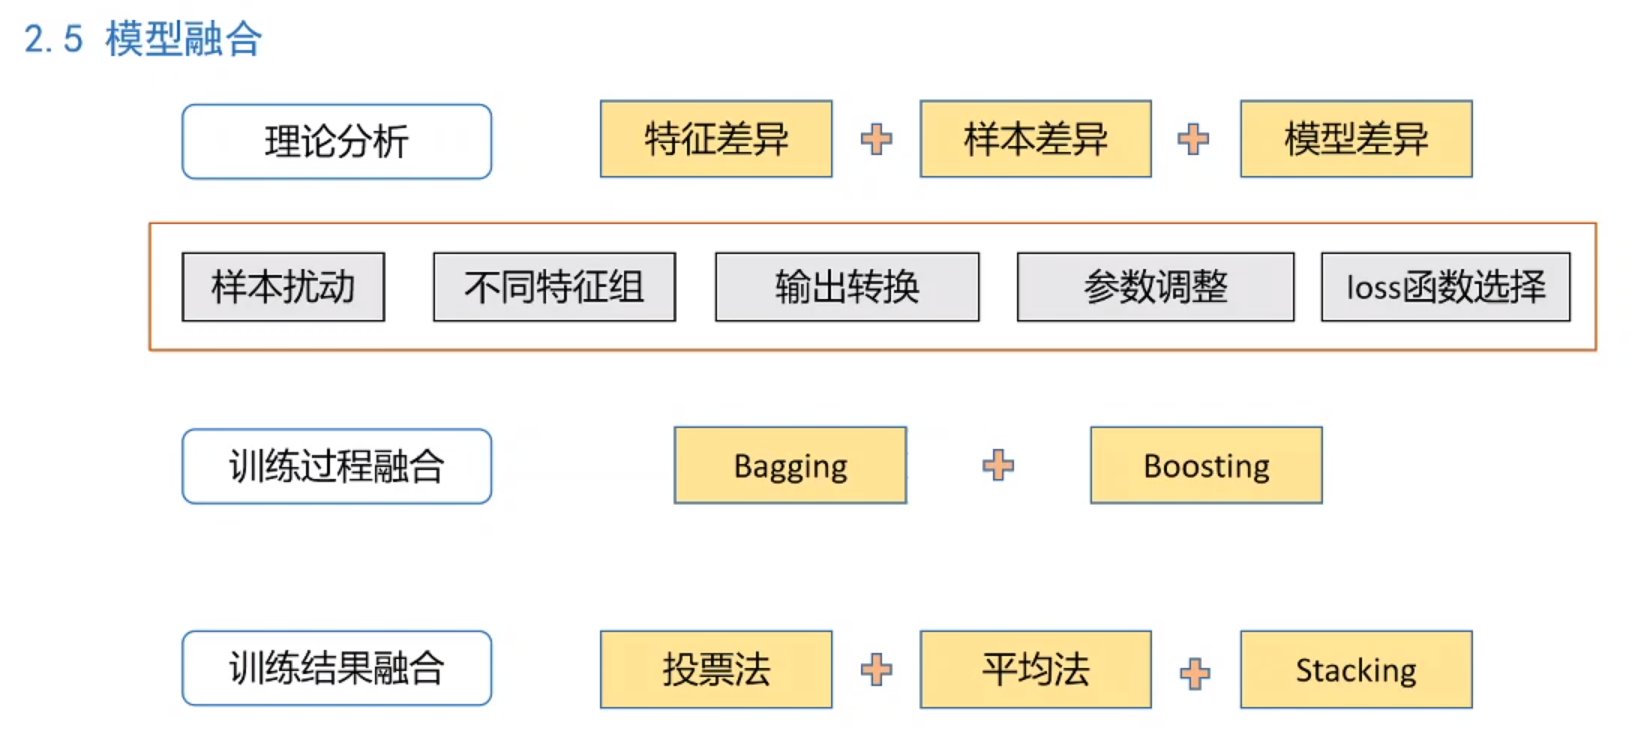 2.5 模型融合
理论分析
特征差异
样本差异
模型差异
样本扰动
不同特征组
输出转换
参数调整
loss函数选择
训练过程融合
Bagging
Boosting
训练结果融合
投票法
平均法
Stacking